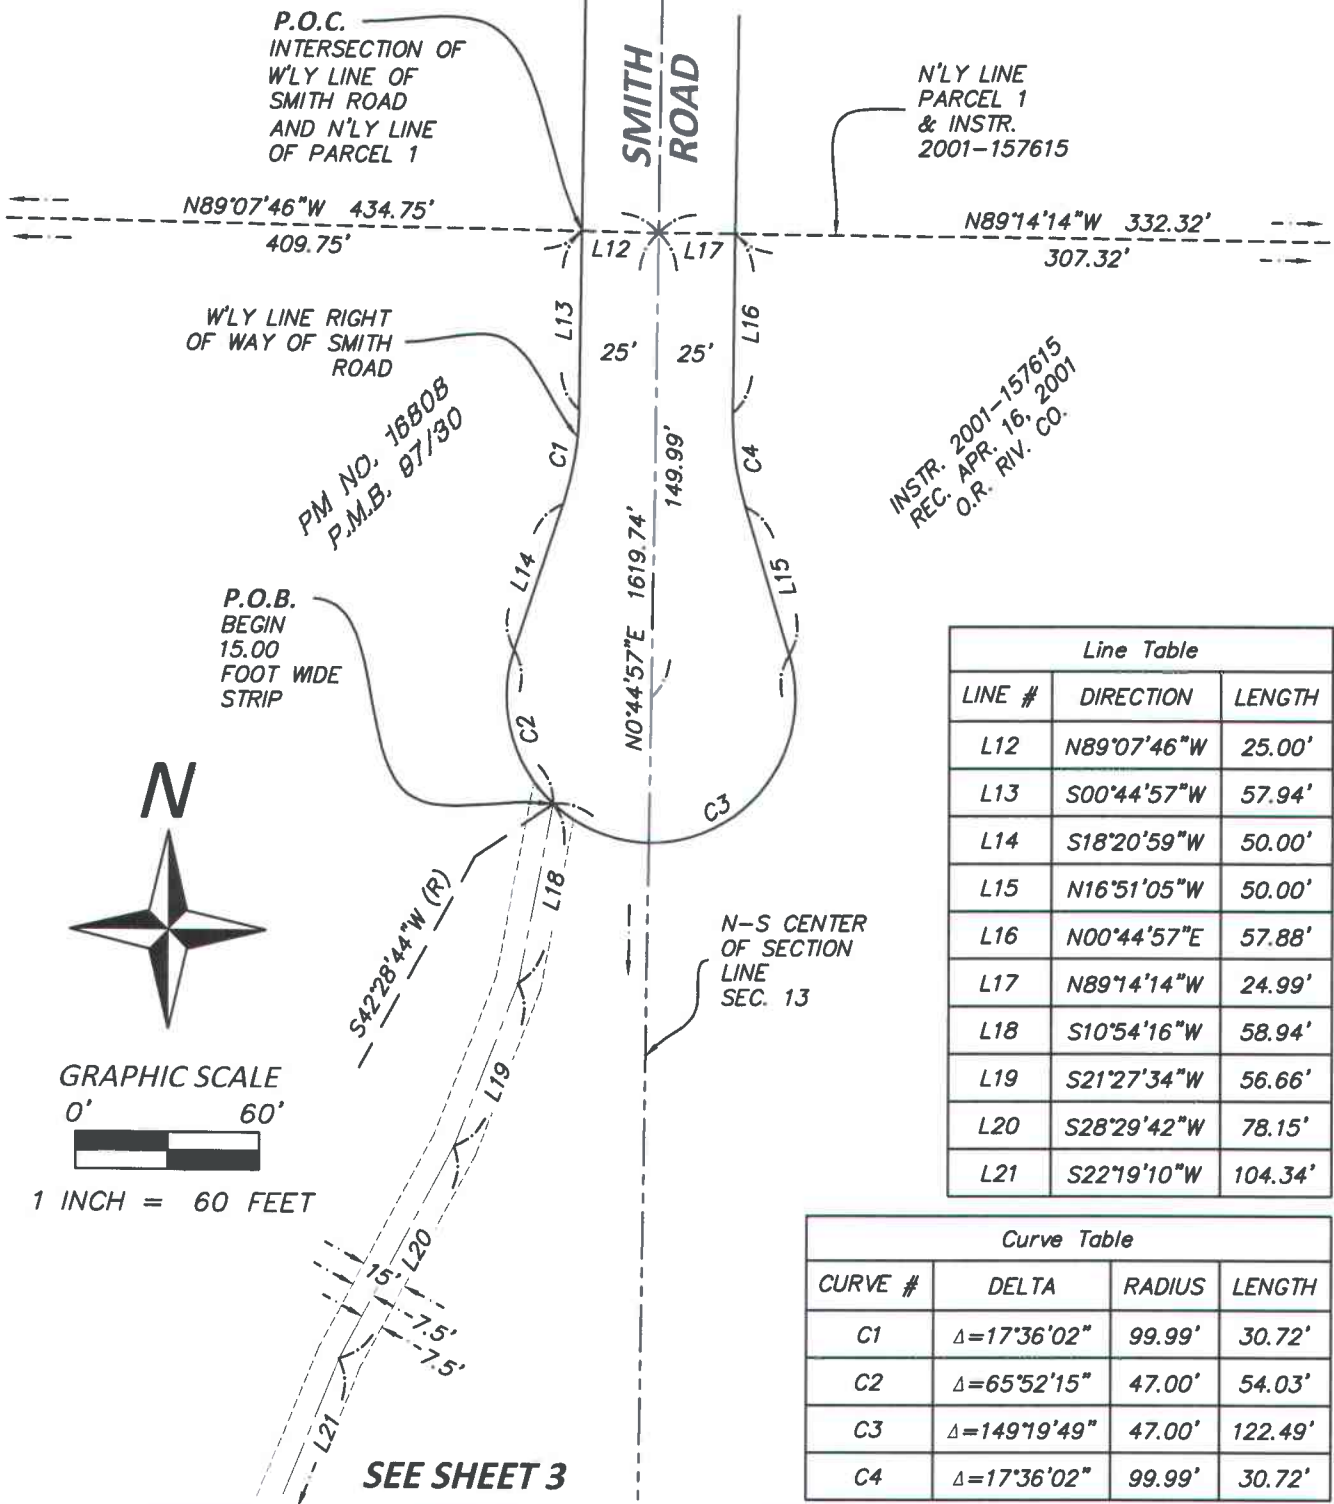 P.O.C.
INTERSECTION OF
W'LY LINE OF
SMITH ROAD
AND N'LY LINE
OF PARCEL 1
SMITH
ROAD
N'LY LINE
PARCEL 1
& INSTR.
2001-157615
N89°07'46"W 434.75'
409.75'
L12
L17
N89°14'14"W 332.32'
307.32'
W'LY LINE RIGHT
OF WAY OF SMITH
ROAD
L13
25'
25'
L16
PM NO. 16808
P.M.B. 97/30
C1
C4
149.99'
INSTR. 2001-157615
REC. APR. 16, 2001
O.R. RIV. CO.
L14
L15
N0°44'57"E 1619.74'
P.O.B.
BEGIN
15.00
FOOT WIDE
STRIP
C2
C3
N
S42°28'44"W (R)
L18
N-S CENTER
OF SECTION
LINE
SEC. 13
L19
GRAPHIC SCALE
0' 60'
1 INCH = 60 FEET
L20
15'
7.5'
7.5'
L21
SEE SHEET 3
Line Table
LINE # DIRECTION LENGTH
L12 N89°07'46"W 25.00'
L13 S00°44'57"W 57.94'
L14 S18°20'59"W 50.00'
L15 N16°51'05"W 50.00'
L16 N00°44'57"E 57.88'
L17 N89°14'14"W 24.99'
L18 S10°54'16"W 58.94'
L19 S21°27'34"W 56.66'
L20 S28°29'42"W 78.15'
L21 S22°19'10"W 104.34'
Curve Table
CURVE # DELTA RADIUS LENGTH
C1 Δ=17°36'02" 99.99' 30.72'
C2 Δ=65°52'15" 47.00' 54.03'
C3 Δ=149°19'49" 47.00' 122.49'
C4 Δ=17°36'02" 99.99' 30.72'